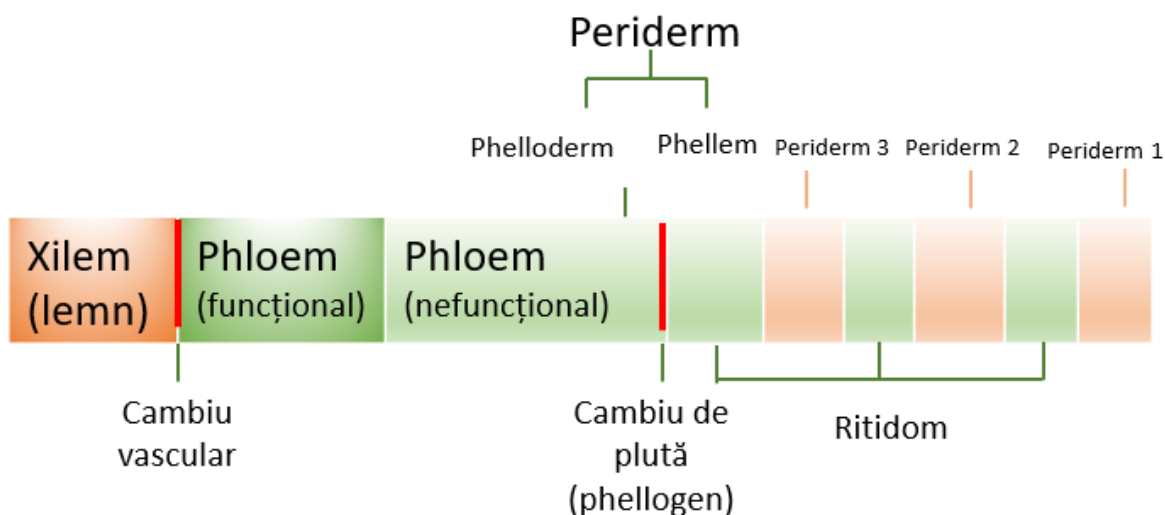 Periderm
Phelloderm
Phellem
Periderm 3
Periderm 2
Periderm 1
Xilem
(lemn)
Phloem
(funcțional)
Phloem
(nefuncțional)
Cambiu
vascular
Cambiu de
plută
(phellogen)
Ritidom